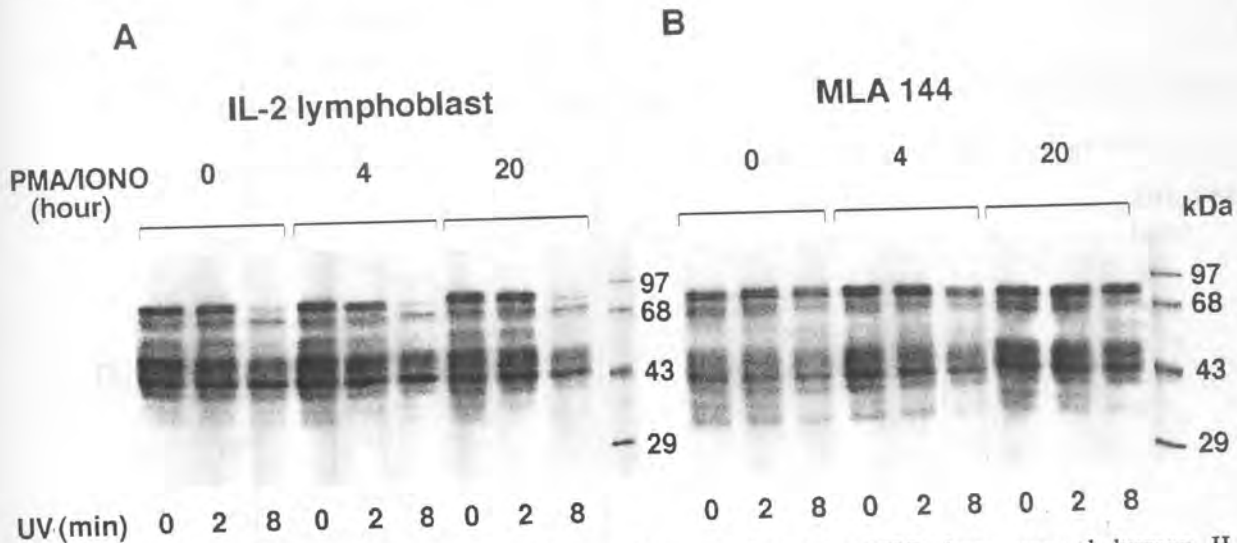 A
B
IL-2 lymphoblast
MLA 144
PMA/IONO 0 4 20
(hour)
0 4 20
kDa
97
68
43
29
97
68
43
29
UV (min) 0 2 8 0 2 8 0 2 8
0 2 8 0 2 8 0 2 8